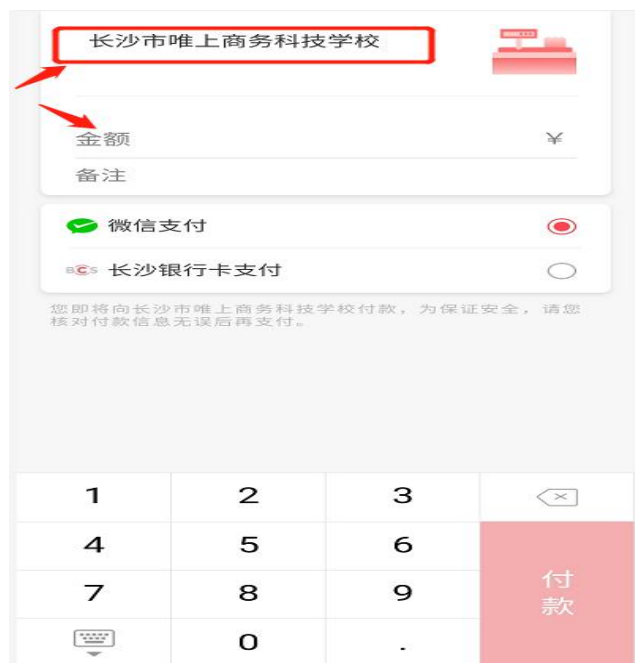 长沙市唯上商务科技学校
金额 ¥
备注
微信支付
BCS 长沙银行卡支付
您即将向长沙市唯上商务科技学校付款，为保证安全，请您
核对付款信息无误后再支付。
1 2 3
4 5 6
7 8 9
付款
0 .